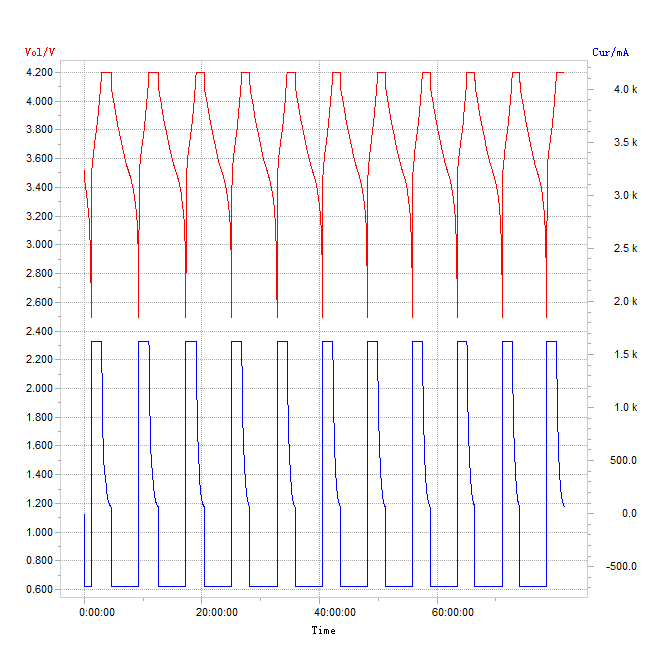 Vol/V Cur/mA
4.200
4.000 4.0 k
3.800
3.600 3.5 k
3.400
3.200 3.0 k
3.000
2.800 2.5 k
2.600 2.0 k
2.400
2.200 1.5 k
2.000
1.800 1.0 k
1.600
1.400 500.0
1.200 0.0
1.000
0.800 -500.0
0.600
0:00:00 20:00:00 40:00:00 60:00:00
Time